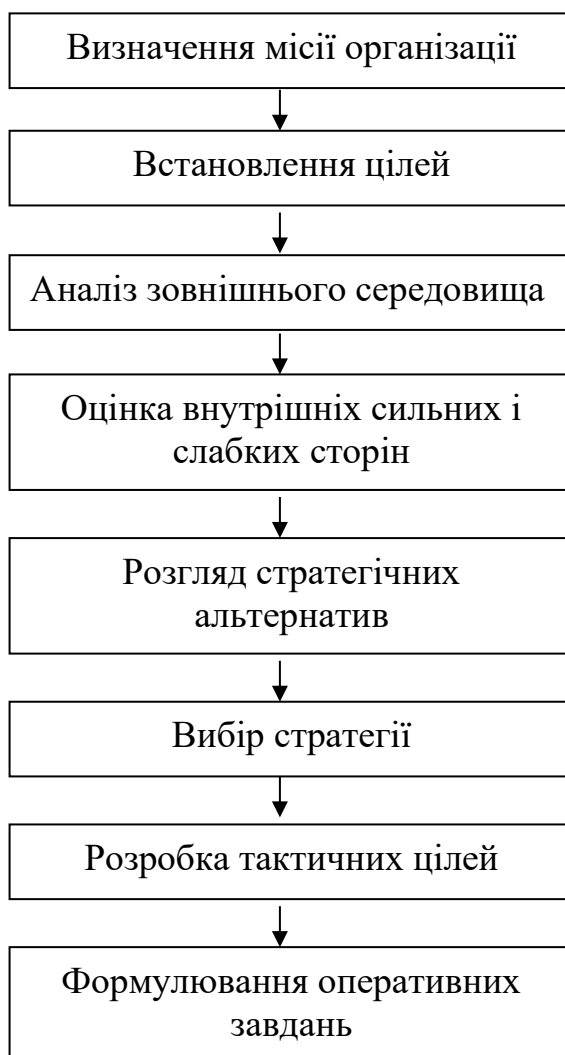 Визначення місії організації
Встановлення цілей
Аналіз зовнішнього середовища
Оцінка внутрішніх сильних і
слабких сторін
Розгляд стратегічних
альтернатив
Вибір стратегії
Розробка тактичних цілей
Формулювання оперативних
завдань